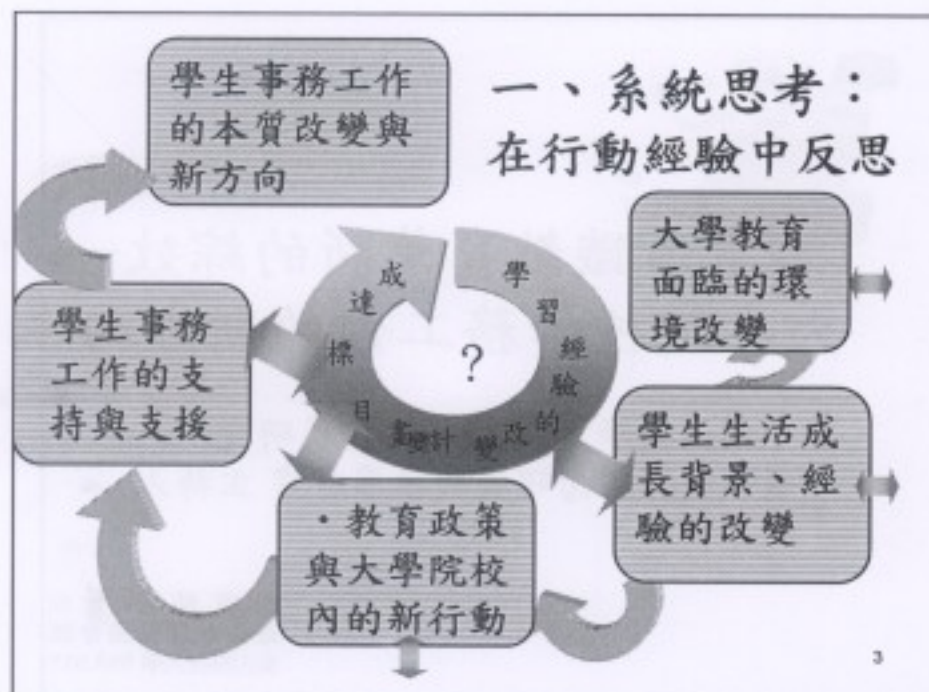 一、系統思考：
在行動經驗中反思
學生事務工作
的本質改變與
新方向
大學教育
面臨的環
境改變
學生生活成
長背景、經
驗的改變
・教育政策
與大學院校
內的新行動
學生事務
工作的支
持與支援
學習經驗的改變
計
目標達成
?
3